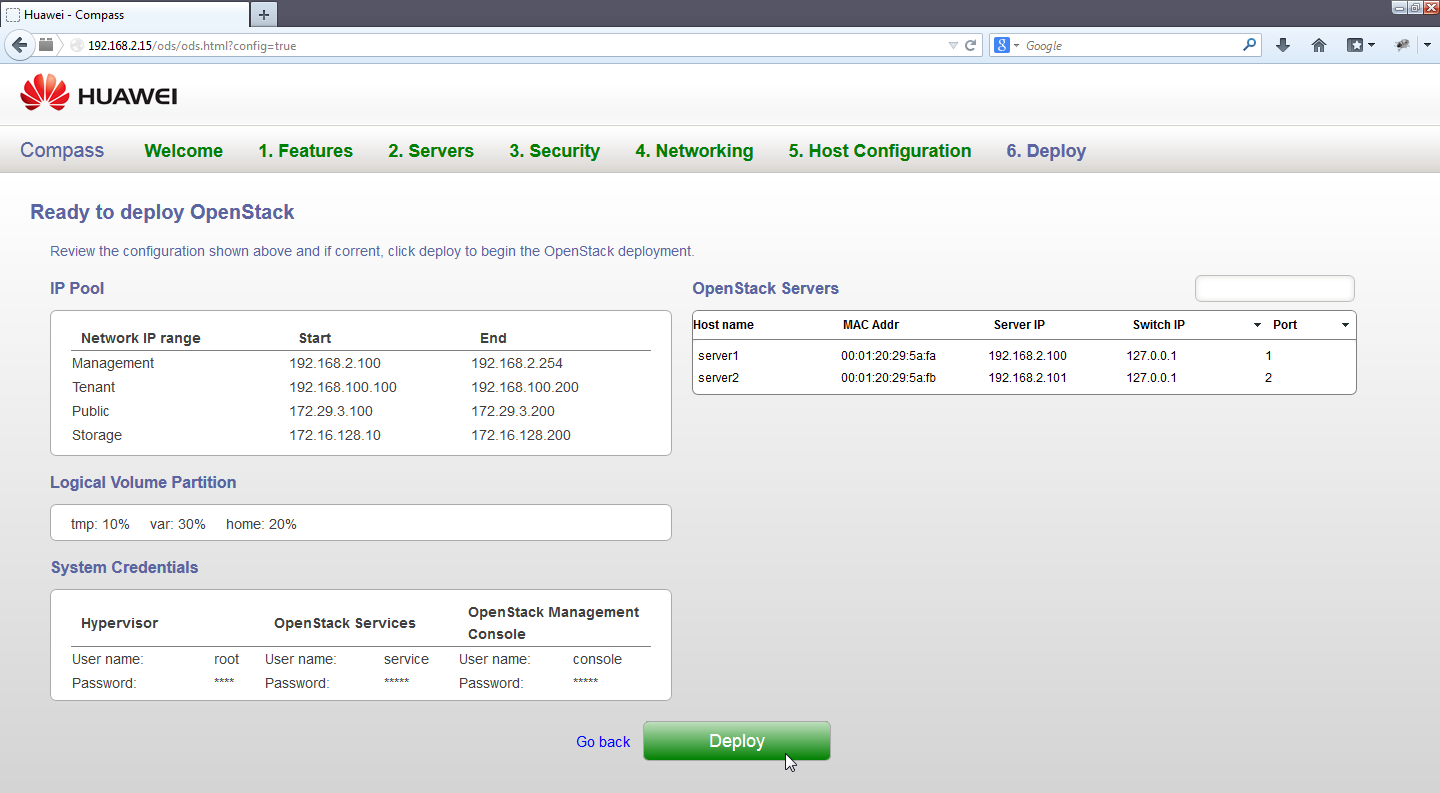 Huawei - Compass
192.168.2.15/ods/ods.html?config=true
8
Google
HUAWEI
Compass Welcome 1. Features 2. Servers 3. Security 4. Networking 5. Host Configuration 6. Deploy
Ready to deploy OpenStack
Review the configuration shown above and if corrent, click deploy to begin the OpenStack deployment.
IP Pool
Network IP range Start End
Management 192.168.2.100 192.168.2.254
Tenant 192.168.100.100 192.168.100.200
Public 172.29.3.100 172.29.3.200
Storage 172.16.128.10 172.16.128.200
Logical Volume Partition
tmp: 10% var: 30% home: 20%
System Credentials
Hypervisor OpenStack Services OpenStack Management
Console
User name: root User name: service User name: console
Password: **** Password: ***** Password: *****
OpenStack Servers
Host name MAC Addr Server IP Switch IP Port
server1 00:01:20:29:5a:fa 192.168.2.100 127.0.0.1 1
server2 00:01:20:29:5a:fb 192.168.2.101 127.0.0.1 2
Go back Deploy